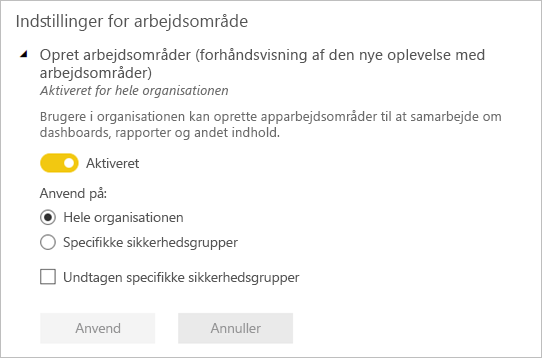 Indstillinger for arbejdsområde
Opret arbejdsområder (forhåndsvisning af den nye oplevelse med
arbejdsområder)
Aktiveret for hele organisationen
Brugere i organisationen kan oprette apparbejdsområder til at samarbejde om
dashboards, rapporter og andet indhold.
Aktiveret
Anvend på:
Hele organisationen
Specifikke sikkerhedsgrupper
Undtagen specifikke sikkerhedsgrupper
Anvend
Annuller